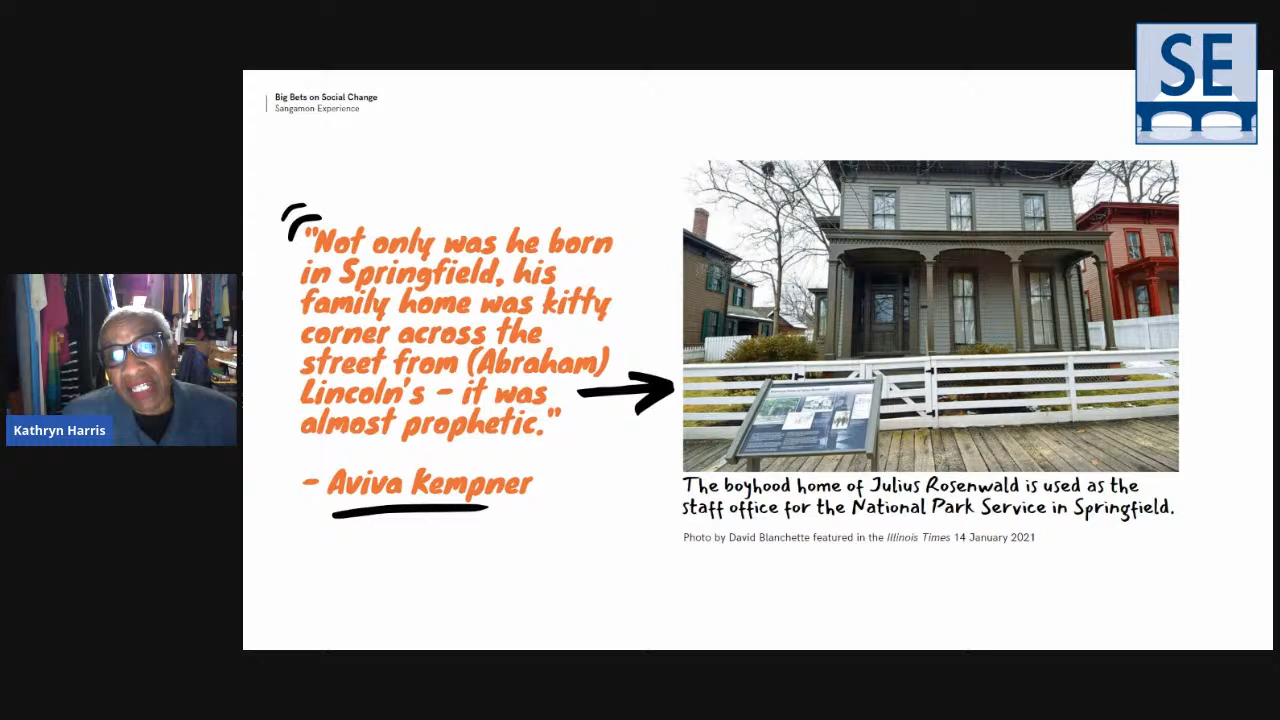 SE
Big Bets on Social Change
Sangamon Experience
"Not only was he born
in Springfield, his
family home was kitty
corner across the
street from (Abraham)
Lincoln's - it was
almost prophetic."
- Aviva Kempner
The boyhood home of Julius Rosenwald is used as the
staff office for the National Park Service in Springfield.
Photo by David Blanchette featured in the Illinois Times 14 January 2021
Kathryn Harris